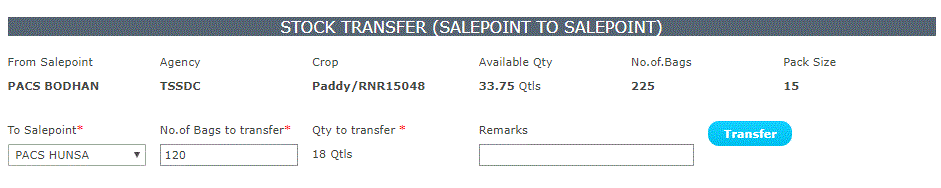 STOCK TRANSFER (SALEPOINT TO SALEPOINT)
From Salepoint Agency Crop Available Qty No.of.Bags Pack Size
PACS BODHAN TSSDC Paddy/RNR15048 33.75 Qtls 225 15
To Salepoint* No.of Bags to transfer* Qty to transfer * Remarks Transfer
PACS HUNSA 120 18 Qtls